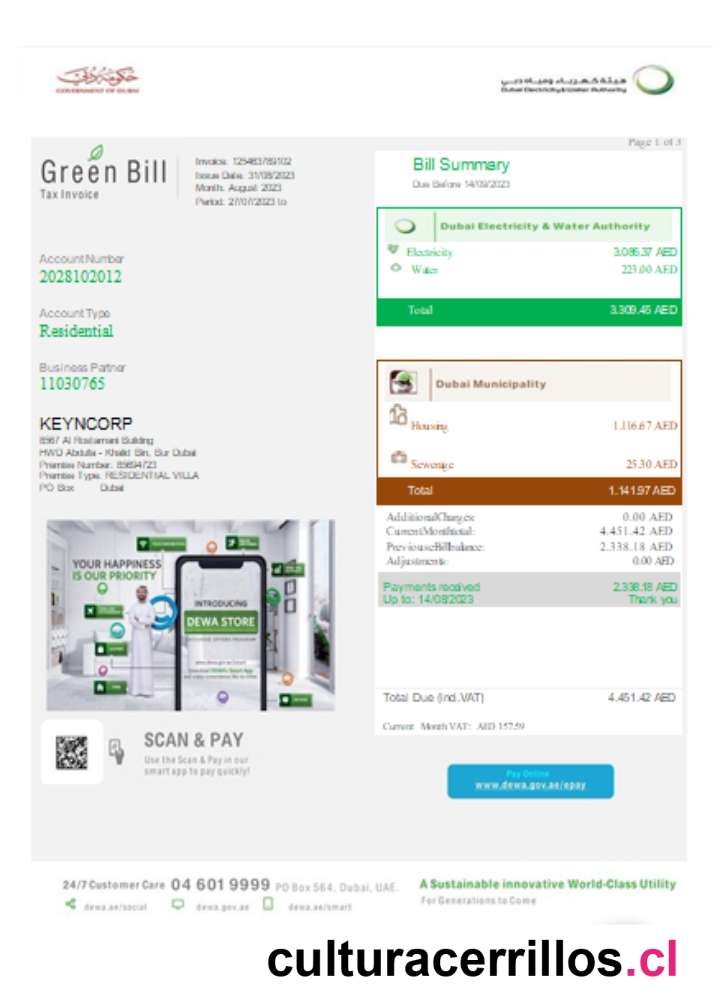 حكومة دبي
GOVERNMENT OF DUBAI
هيئة كهرباء ومياه دبي
Dubai Electricity & Water Authority
Page 1 of 3
Green Bill
Tax Invoice
Invoice: 125463789102
Issue Date: 31/08/2023
Month: August 2023
Period: 27/07/2023 to
Bill Summary
Due Before 14/09/2023
Account Number
2028102012
Account Type
Residential
Business Partner
11030765
KEYNCORP
8567 Al Rostamani Building
HWD Abdulla - Khalid Bin, Bur Dubai
Premise Number: 85694723
Premise Type: RESIDENTIAL VILLA
PO Box Dubai
Dubai Electricity & Water Authority
Electricity 3.086.37 AED
Water 223.00 AED
Total 3.309.45 AED
Dubai Municipality
Housing 1.116.67 AED
Sewerage 25.30 AED
Total 1.141.97 AED
AdditionalCharges: 0.00 AED
CurrentMonthtotal: 4.451.42 AED
PreviouseBillbalance: 2.338.18 AED
Adjustments: 0.00 AED
Payments received 2.338.18 AED
Up to: 14/08/2023 Thank you
Total Due (incl..VAT) 4.451.42 AED
Current Month VAT: AED 157.59
YOUR HAPPINESS
IS OUR PRIORITY
INTRODUCING
DEWA STORE
www.dewa.gov.ae/smart
SCAN & PAY
Use the Scan & Pay in our
smart app to pay quickly!
Pay Online
www.dewa.gov.ae/epay
24/7 Customer Care 04 601 9999 PO Box 564, Dubai, UAE.
dewa.ae/social dewa.gov.ae dewa.ae/smart
A Sustainable innovative World-Class Utility
For Generations to Come
culturacerrillos.cl